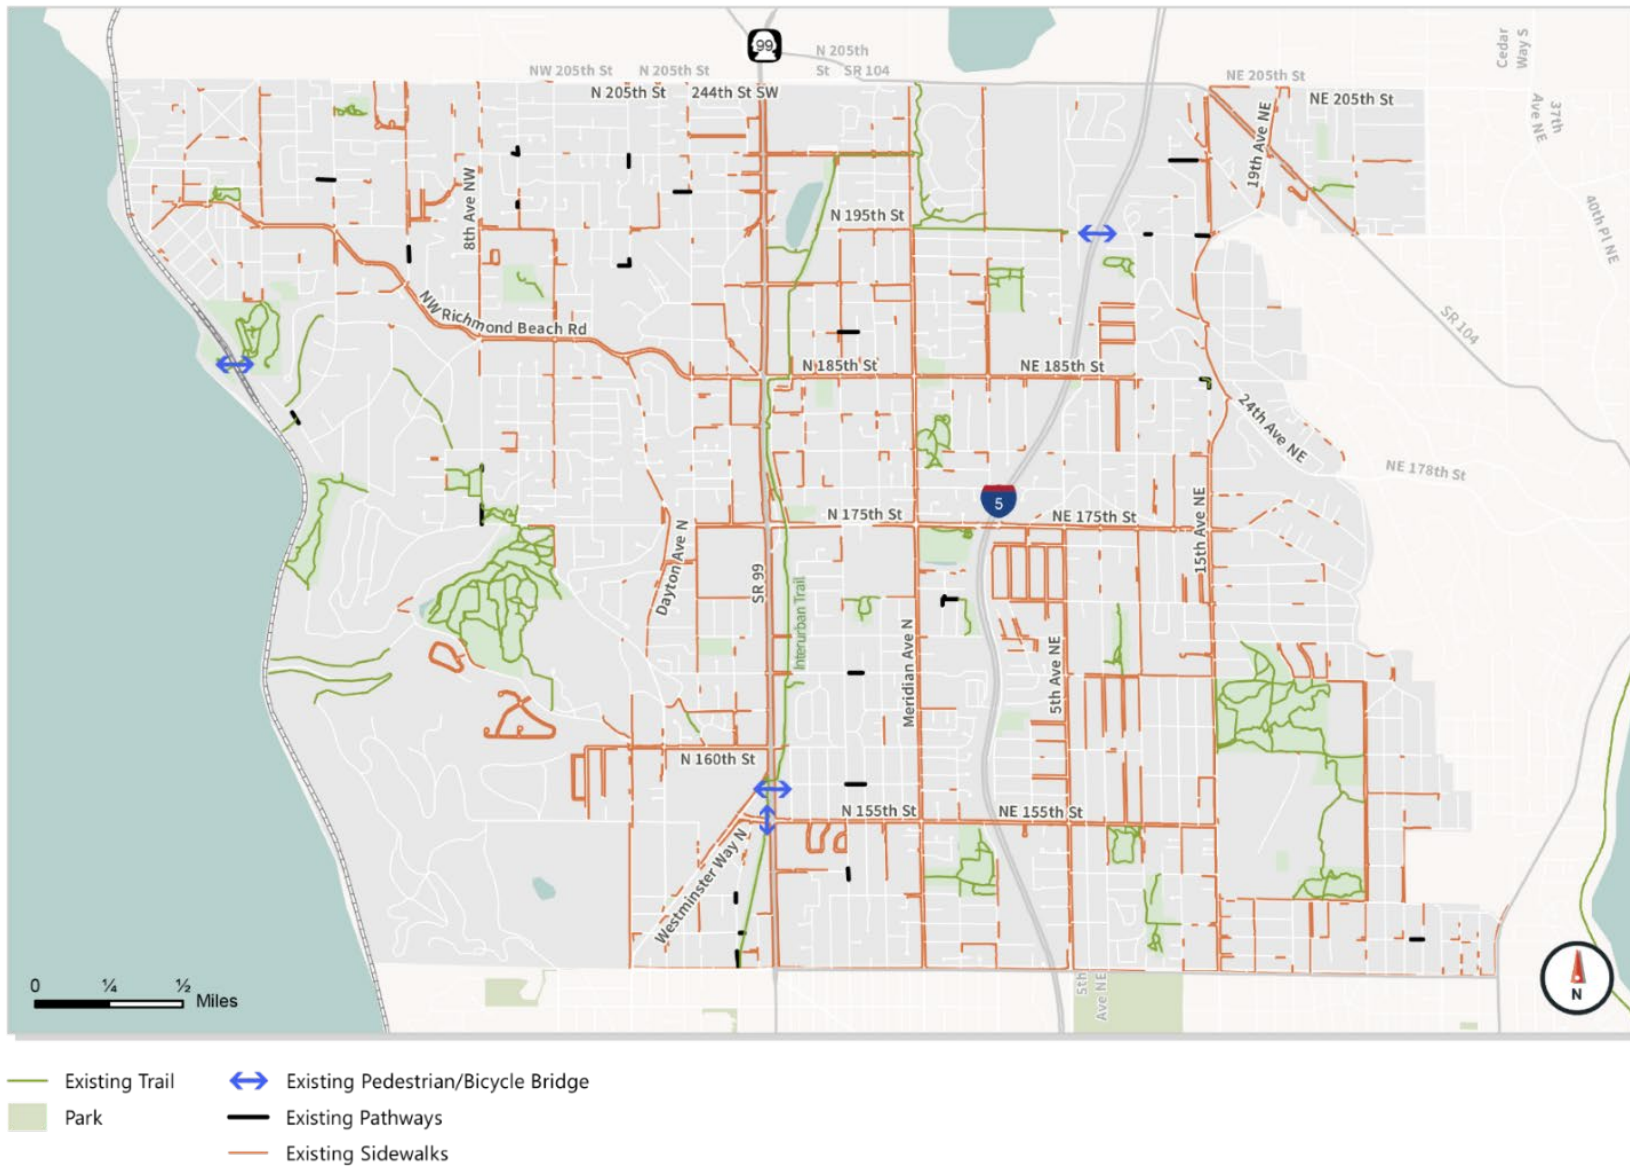 99
N 205th
St SR 104
NW 205th St
N 205th St
N 205th St
244th St SW
NE 205th St
NE 205th St
Cedar
Way S
37th
Ave NE
19th Ave NE
40th Pl NE
8th Ave NW
N 195th St
NW Richmond Beach Rd
N 185th St
NE 185th St
SR 104
24th Ave NE
NE 178th St
5
N 175th St
NE 175th St
15th Ave NE
Dayton Ave N
SR 99
Interurban Trail
Meridian Ave N
5th Ave NE
N 160th St
N 155th St
NE 155th St
Westminster Way N
5th
Ave NE
0 ¼ ½ Miles
N
Existing Trail
Park
Existing Pedestrian/Bicycle Bridge
Existing Pathways
Existing Sidewalks